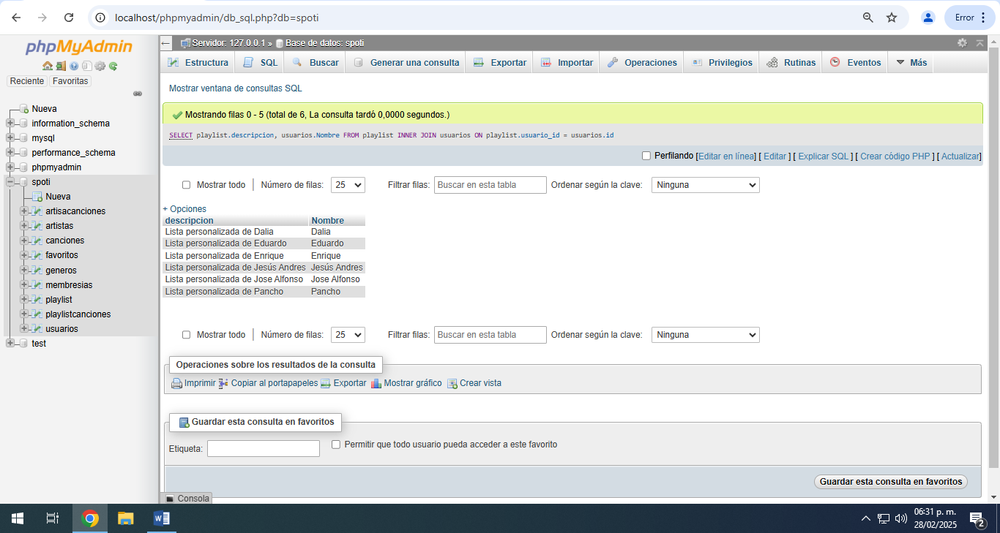 localhost/phpmyadmin/db_sql.php?db=spoti
Error
phpMyAdmin
Reciente Favoritas
Nueva
information_schema
mysql
performance_schema
phpmyadmin
spoti
Nueva
artisacanciones
artistas
canciones
favoritos
generos
membresias
playlist
playlistcanciones
usuarios
test
Servidor: 127.0.0.1 » Base de datos: spoti
Estructura SQL Buscar Generar una consulta Exportar Importar Operaciones Privilegios Rutinas Eventos Más
Mostrar ventana de consultas SQL
Mostrando filas 0 - 5 (total de 6, La consulta tardó 0,0000 segundos.)
SELECT playlist.descripcion, usuarios.Nombre FROM playlist INNER JOIN usuarios ON playlist.usuario_id = usuarios.id
Perfilando [Editar en línea] [ Editar ] [ Explicar SQL ] [ Crear código PHP ] [ Actualizar]
Mostrar todo Número de filas: 25 Filtrar filas: Buscar en esta tabla Ordenar según la clave: Ninguna
+ Opciones
descripcion Nombre
Lista personalizada de Dalia Dalia
Lista personalizada de Eduardo Eduardo
Lista personalizada de Enrique Enrique
Lista personalizada de Jesús Andres Jesús Andres
Lista personalizada de Jose Alfonso Jose Alfonso
Lista personalizada de Pancho Pancho
Mostrar todo Número de filas: 25 Filtrar filas: Buscar en esta tabla Ordenar según la clave: Ninguna
Operaciones sobre los resultados de la consulta
Imprimir Copiar al portapapeles Exportar Mostrar gráfico Crear vista
Guardar esta consulta en favoritos
Etiqueta: Permitir que todo usuario pueda acceder a este favorito
Guardar esta consulta en favoritos
Consola
06:31 p. m.
28/02/2025
2